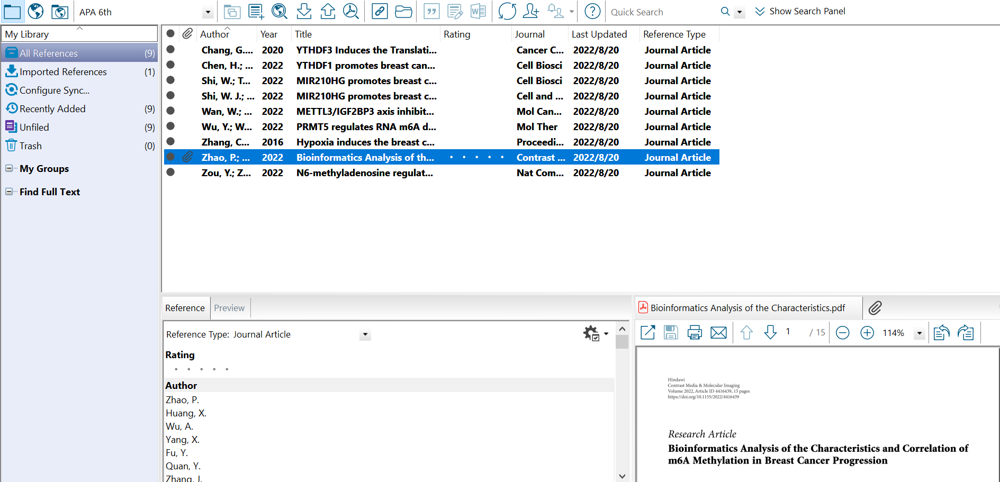 APA 6th
Quick Search
Show Search Panel
My Library
All References (9)
Imported References (1)
Configure Sync...
Recently Added (9)
Unfiled (9)
Trash (0)
My Groups
Find Full Text
Author Year Title Rating Journal Last Updated Reference Type
Chang, G.... 2020 YTHDF3 Induces the Translati... Cancer C... 2022/8/20 Journal Article
Chen, H.; ... 2022 YTHDF1 promotes breast can... Cell Biosci 2022/8/20 Journal Article
Shi, W.; T... 2022 MIR210HG promotes breast c... Cell Biosci 2022/8/20 Journal Article
Shi, W. J.; ... 2022 MIR210HG promotes breast c... Cell and ... 2022/8/20 Journal Article
Wan, W.; ... 2022 METTL3/IGF2BP3 axis inhibit... Mol Can... 2022/8/20 Journal Article
Wu, Y.; W... 2022 PRMT5 regulates RNA m6A d... Mol Ther 2022/8/20 Journal Article
Zhang, C... 2016 Hypoxia induces the breast c... Proceedi... 2022/8/20 Journal Article
Zhao, P.; ... 2022 Bioinformatics Analysis of th... Contrast ... 2022/8/20 Journal Article
Zou, Y.; Z... 2022 N6-methyladenosine regulat... Nat Com... 2022/8/20 Journal Article
Reference Preview
Reference Type: Journal Article
Rating
Author
Zhao, P.
Huang, X.
Wu, A.
Yang, X.
Fu, Y.
Quan, Y.
Zhang, J.
Bioinformatics Analysis of the Characteristics.pdf
1 / 15 114%
Hindawi
Contrast Media & Molecular Imaging
Volume 2022, Article ID 4416439, 15 pages
https://doi.org/10.1155/2022/4416439
Research Article
Bioinformatics Analysis of the Characteristics and Correlation of
m6A Methylation in Breast Cancer Progression